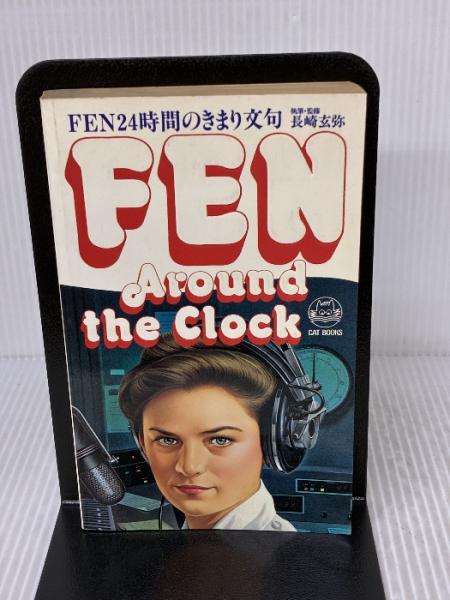 FEN24時間のきまり文句
執筆・監修
長崎玄弥
FEN
Around
the Clock
CAT BOOKS